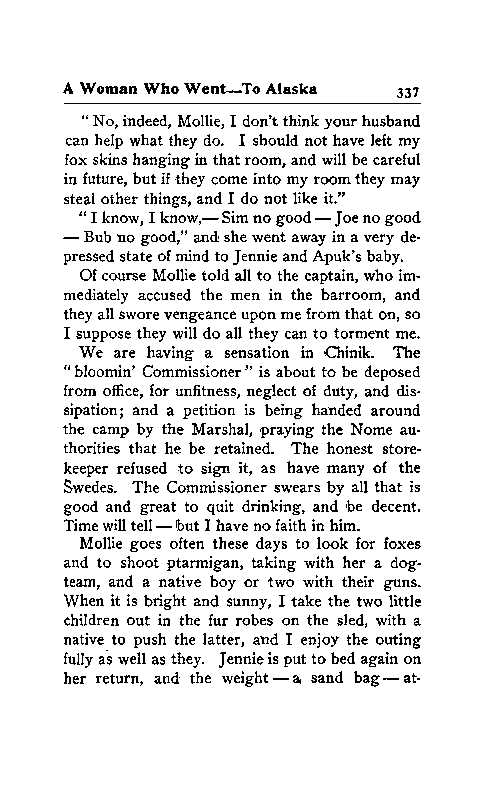 A Woman Who Went—To Alaska 337
“ No, indeed, Mollie, I don’t think your husband
can help what they do. I should not have left my
fox skins hanging in that room, and will be careful
in future, but if they come into my room they may
steal other things, and I do not like it.”
“ I know, I know,— Sim no good — Joe no good
— Bub no good,” and she went away in a very de-
pressed state of mind to Jennie and Apuk’s baby.
Of course Mollie told all to the captain, who im-
mediately accused the men in the barroom, and
they all swore vengeance upon me from that on, so
I suppose they will do all they can to torment me.
We are having a sensation in Chinik. The
“ bloomin’ Commissioner ” is about to be deposed
from office, for unfitness, neglect of duty, and dis-
sipation; and a petition is being handed around
the camp by the Marshal, praying the Nome au-
thorities that he be retained. The honest store-
keeper refused to sign it, as have many of the
Swedes. The Commissioner swears by all that is
good and great to quit drinking, and be decent.
Time will tell — but I have no faith in him.
Mollie goes often these days to look for foxes
and to shoot ptarmigan, taking with her a dog-
team, and a native boy or two with their guns.
When it is bright and sunny, I take the two little
children out in the fur robes on the sled, with a
native to push the latter, and I enjoy the outing
fully as well as they. Jennie is put to bed again on
her return, and the weight — a sand bag — at-